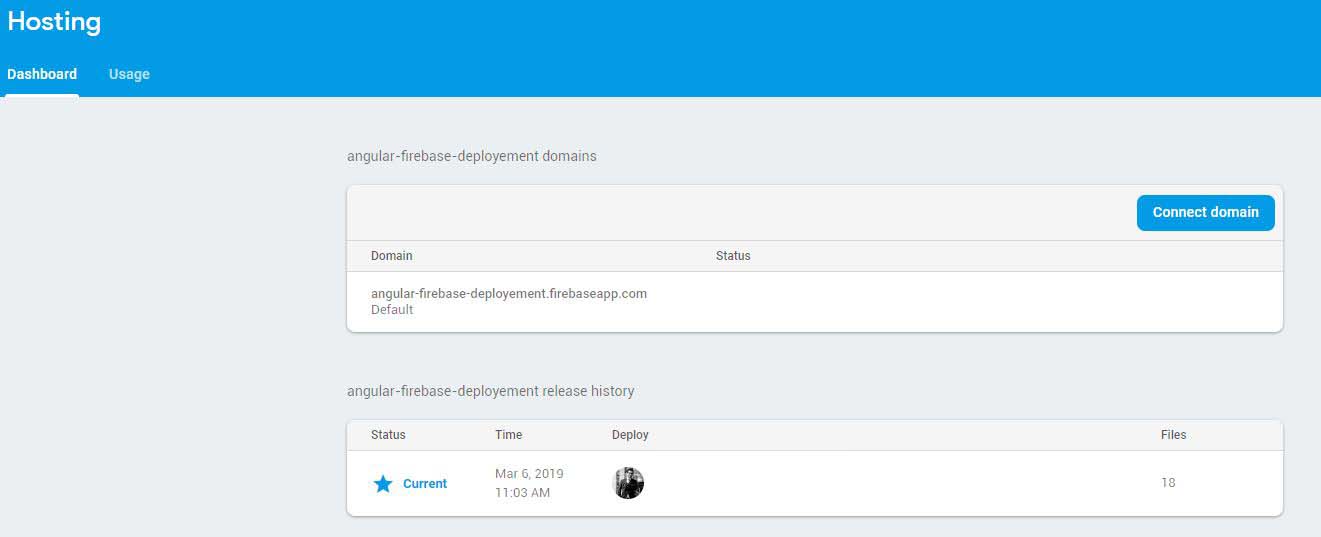 Hosting
Dashboard Usage
angular-firebase-deployement domains
Connect domain
Domain Status
angular-firebase-deployement.firebaseapp.com
Default
angular-firebase-deployement release history
Status Time Deploy Files
Current Mar 6, 2019 11:03 AM 18